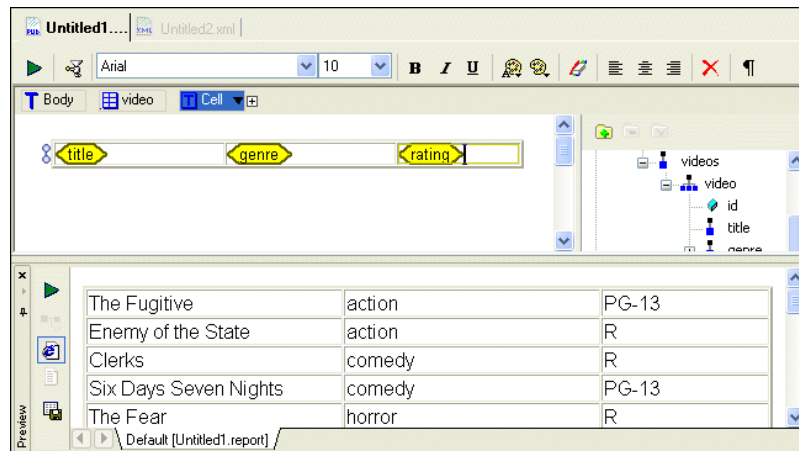 Untitled1.... Untitled2.xml
Arial 10 B I U
Body video Cell
title genre rating
videos
video
id
title
genre
The Fugitive action PG-13
Enemy of the State action R
Clerks comedy R
Six Days Seven Nights comedy PG-13
The Fear horror R
Preview
Default [Untitled1.report]